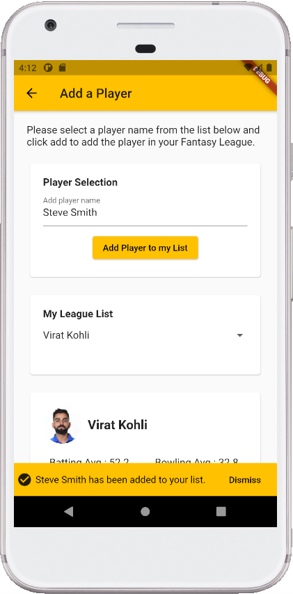 4:12
DEBUG
Add a Player
Please select a player name from the list below and
click add to add the player in your Fantasy League.
Player Selection
Add player name
Steve Smith
Add Player to my List
My League List
Virat Kohli
Virat Kohli
Batting Avg : 52.2 Bowling Avg : 32.8
Steve Smith has been added to your list. Dismiss